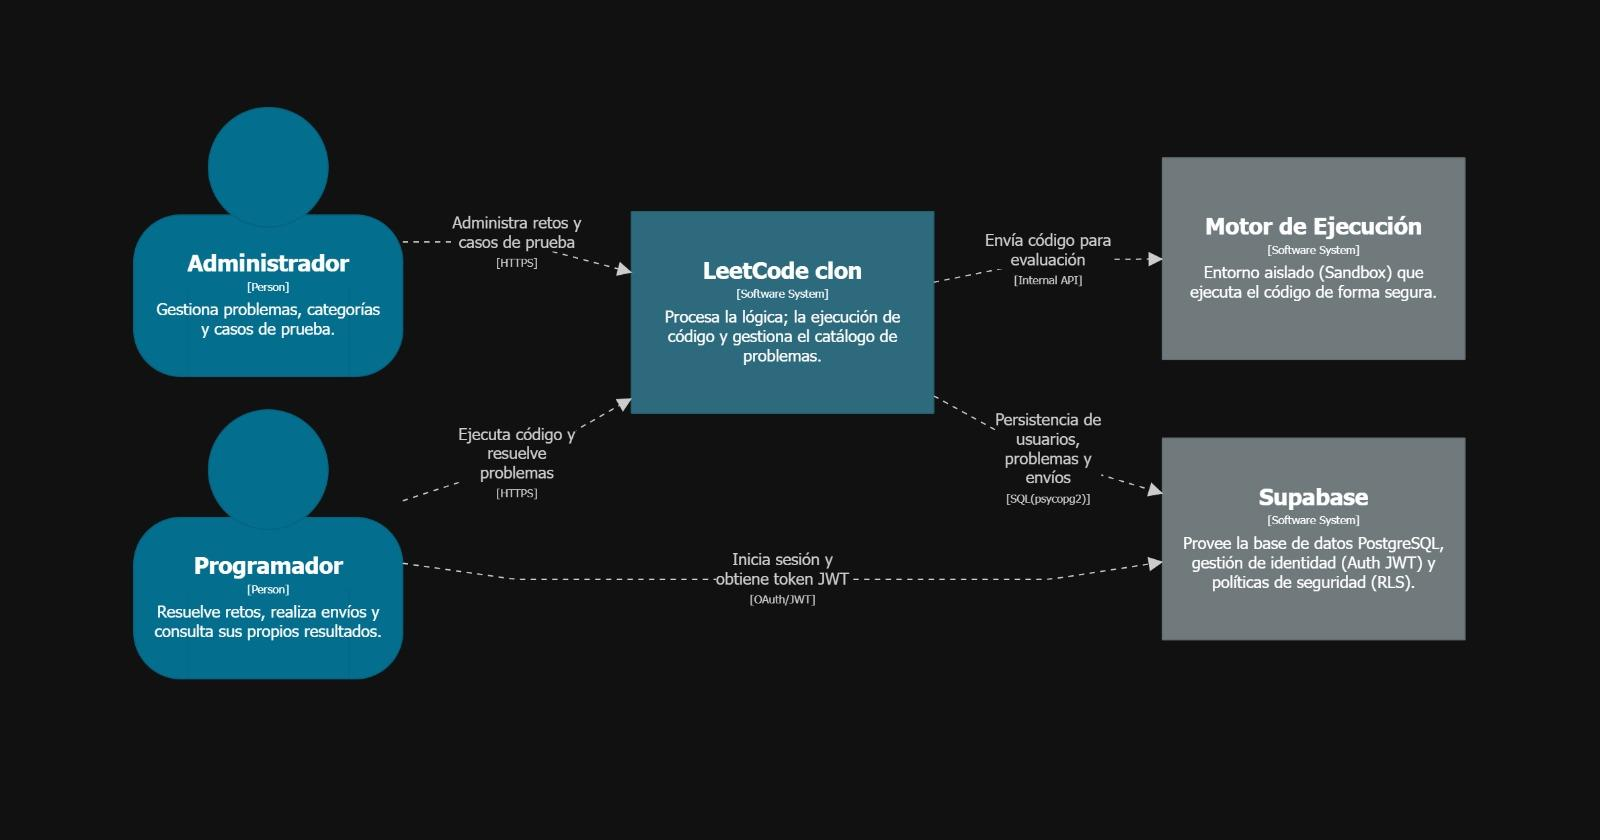 Administrador
[Person]
Gestiona problemas, categorías
y casos de prueba.
Administra retos y
casos de prueba
[HTTPS]
LeetCode clon
[Software System]
Procesa la lógica; la ejecución de
código y gestiona el catálogo de
problemas.
Envía código para
evaluación
[Internal API]
Motor de Ejecución
[Software System]
Entorno aislado (Sandbox) que
ejecuta el código de forma segura.
Programador
[Person]
Resuelve retos, realiza envíos y
consulta sus propios resultados.
Ejecuta código y
resuelve
problemas
[HTTPS]
Persistencia de
usuarios,
problemas y
envíos
[SQL(psycopg2)]
Inicia sesión y
obtiene token JWT
[OAuth/JWT]
Supabase
[Software System]
Provee la base de datos PostgreSQL,
gestión de identidad (Auth JWT) y
políticas de seguridad (RLS).